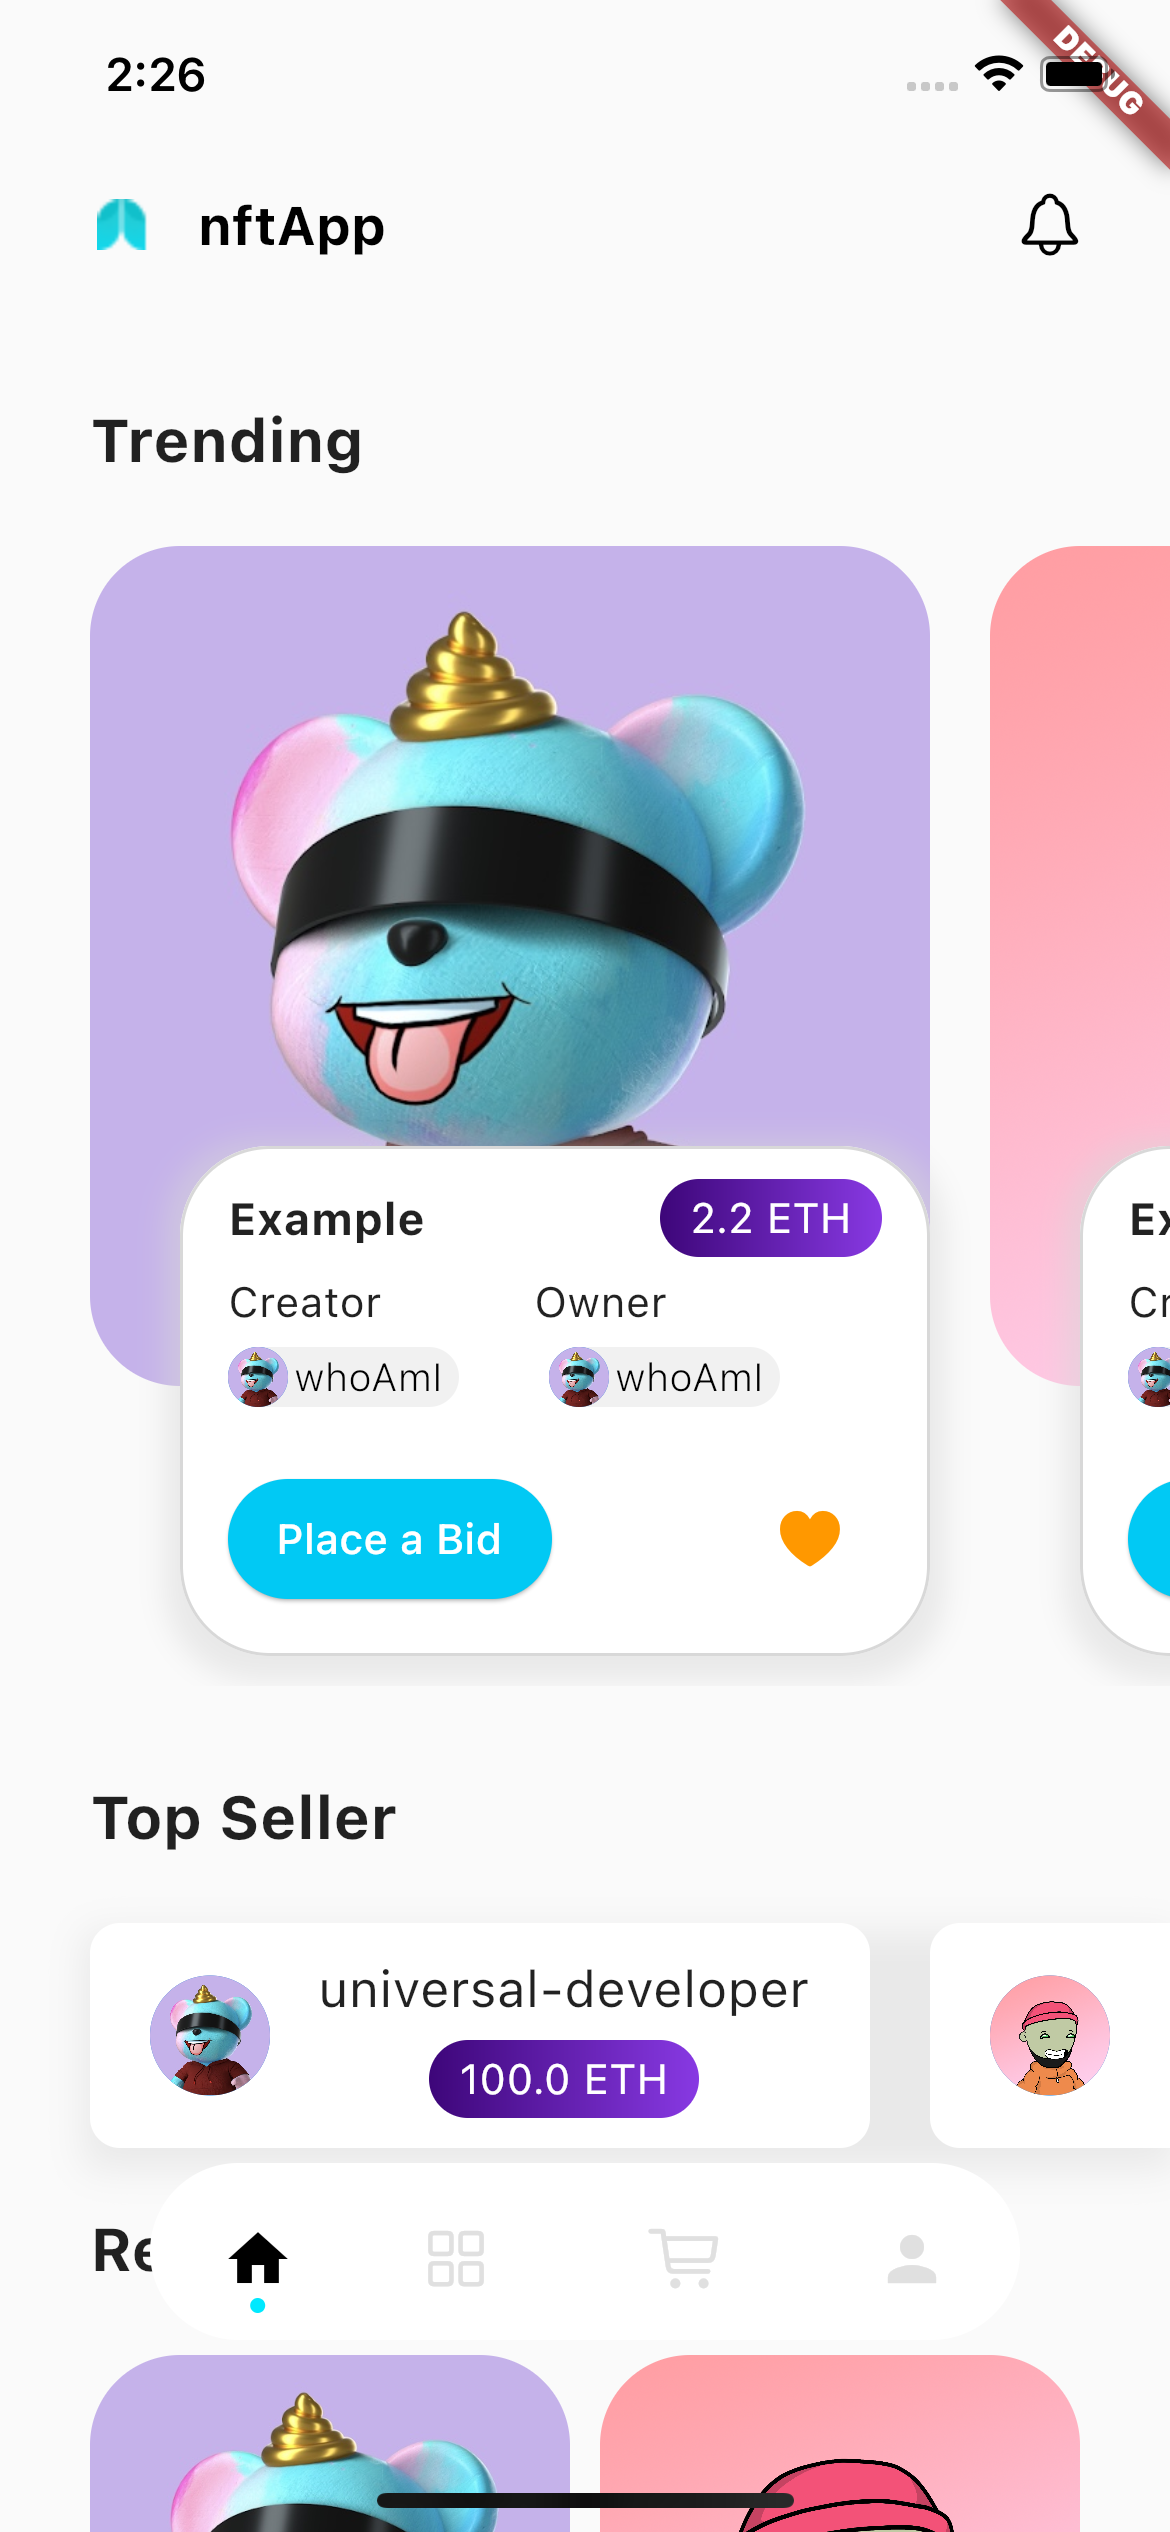 2:26
DEBUG
nftApp
Trending
Example
2.2 ETH
Ex
Creator
Owner
Cr
whoAmI
whoAmI
Place a Bid
Top Seller
universal-developer
100.0 ETH
Re